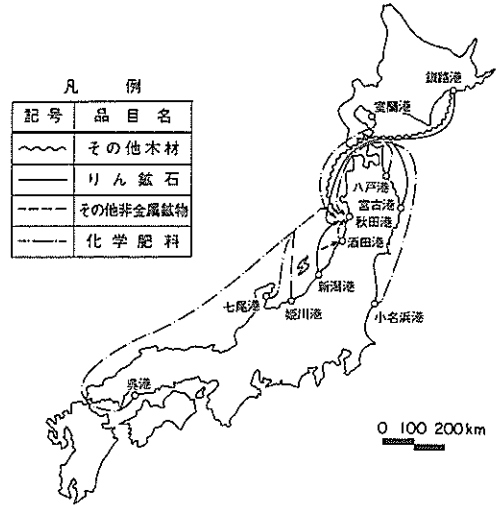 凡 例
記号 品目名
その他木材
りん鉱石
その他非金属鉱物
化学肥料
釧路港
室蘭港
八戸港
宮古港
秋田港
酒田港
新潟港
七尾港
姫川港
小名浜港
呉港
0 100 200km